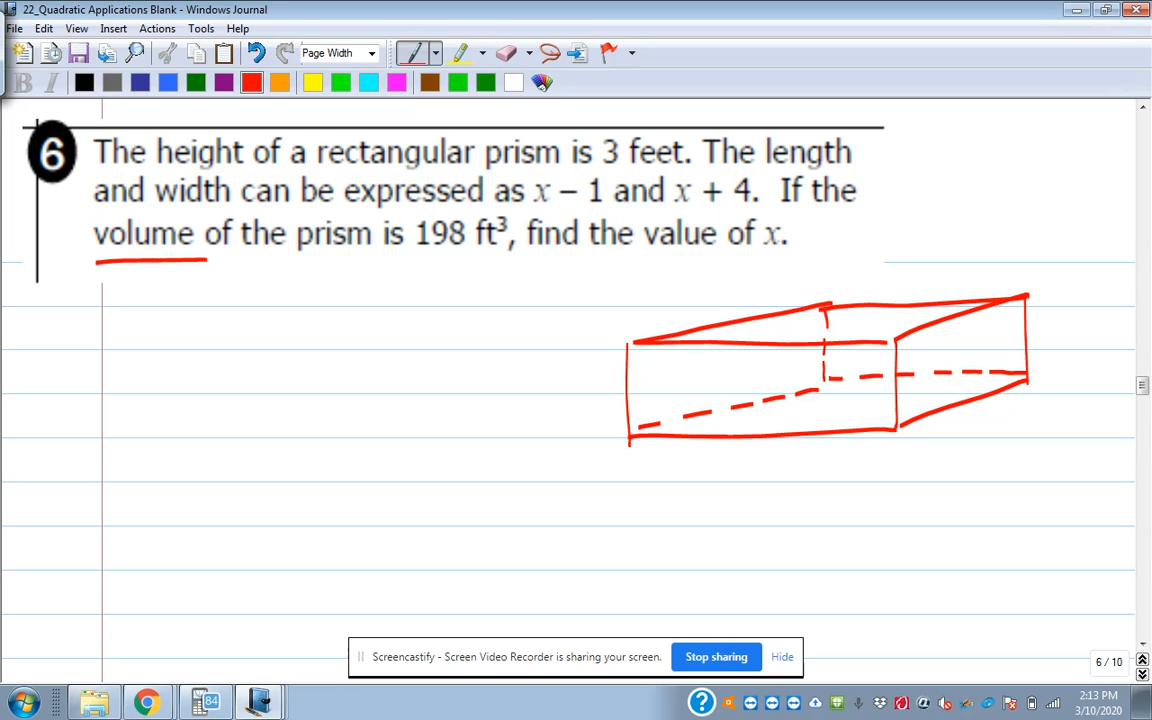 22_Quadratic Applications Blank - Windows Journal
File Edit View Insert Actions Tools Help
Page Width
B I
6 The height of a rectangular prism is 3 feet. The length
and width can be expressed as x – 1 and x + 4. If the
volume of the prism is 198 ft³, find the value of x.
Screencastify - Screen Video Recorder is sharing your screen. Stop sharing Hide
6 / 10
84
2:13 PM
3/10/2020